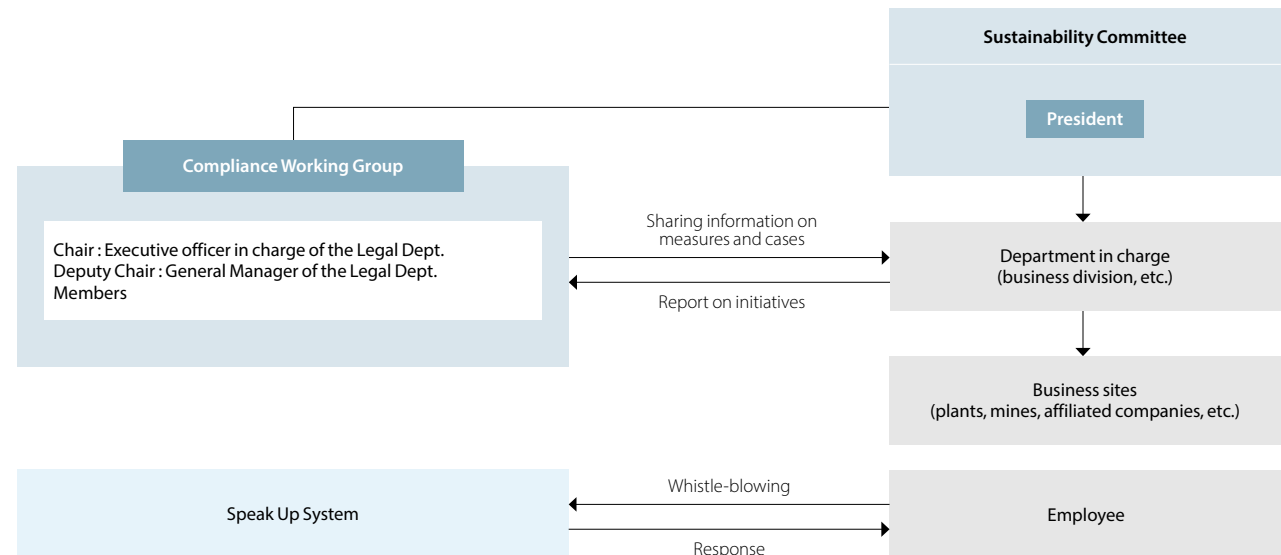 Sustainability Committee
President
Compliance Working Group
Chair : Executive officer in charge of the Legal Dept.
Deputy Chair : General Manager of the Legal Dept.
Members
Sharing information on
measures and cases
Report on initiatives
Department in charge
(business division, etc.)
Business sites
(plants, mines, affiliated companies, etc.)
Speak Up System
Whistle-blowing
Response
Employee